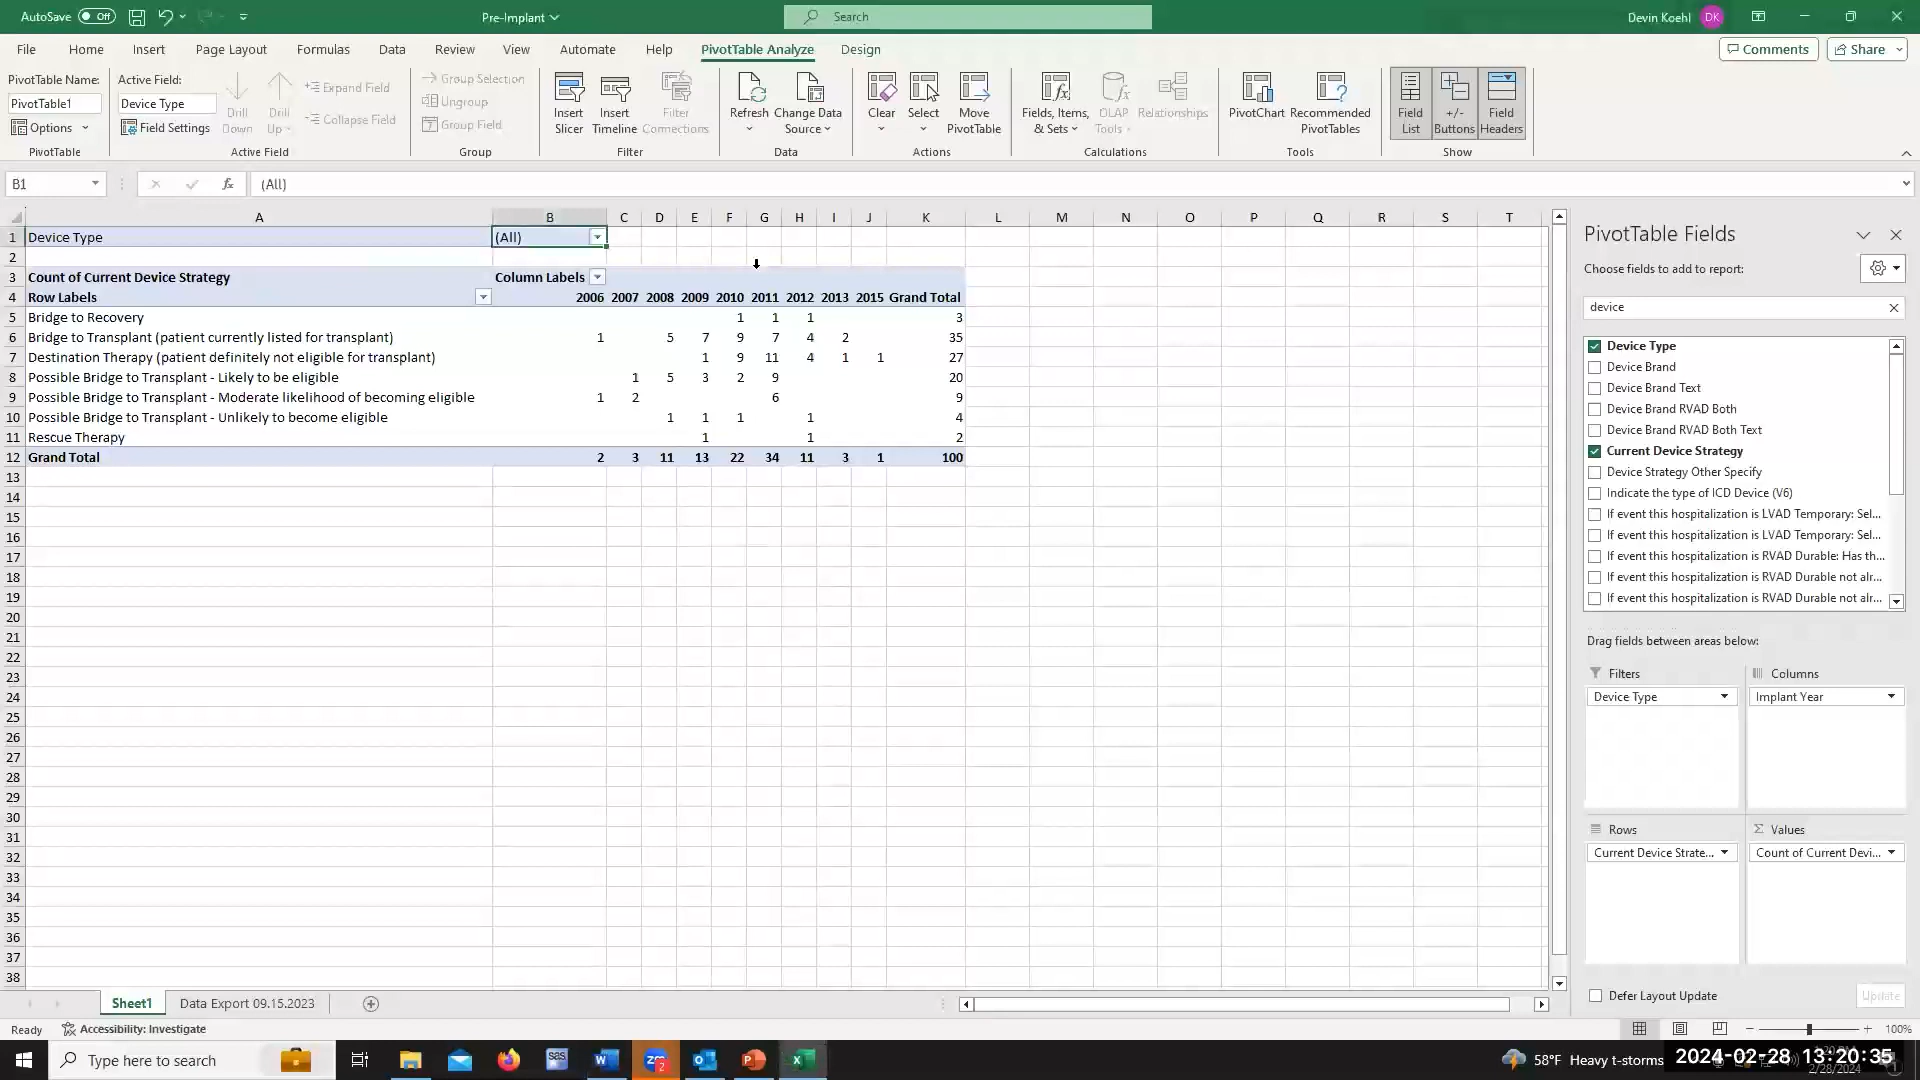 AutoSave Off
Pre-Implant
Search
Devin Koehl DK
File Home Insert Page Layout Formulas Data Review View Automate Help PivotTable Analyze Design
Comments Share
PivotTable Name:
PivotTable1
Options
PivotTable
Active Field:
Device Type
Field Settings
Drill Down
Drill Up
Expand Field
Collapse Field
Active Field
Group Selection
Ungroup
Group Field
Group
Insert Slicer
Insert Timeline
Filter Connections
Filter
Refresh
Change Data Source
Data
Clear
Select
Move PivotTable
Actions
Fields, Items, & Sets
OLAP Tools
Relationships
Calculations
PivotChart
Recommended PivotTables
Tools
Field List
+/- Buttons
Field Headers
Show
B1
fx
(All)
A B C D E F G H I J K L M N O P Q R S T
1 Device Type (All)
2
3 Count of Current Device Strategy Column Labels
4 Row Labels 2006 2007 2008 2009 2010 2011 2012 2013 2015 Grand Total
5 Bridge to Recovery 1 1 1 3
6 Bridge to Transplant (patient currently listed for transplant) 1 5 7 9 7 4 2 35
7 Destination Therapy (patient definitely not eligible for transplant) 1 9 11 4 1 1 27
8 Possible Bridge to Transplant - Likely to be eligible 1 5 3 2 9 20
9 Possible Bridge to Transplant - Moderate likelihood of becoming eligible 1 2 6 9
10 Possible Bridge to Transplant - Unlikely to become eligible 1 1 1 1 4
11 Rescue Therapy 1 1 2
12 Grand Total 2 3 11 13 22 34 11 3 1 100
13
14
15
16
17
18
19
20
21
22
23
24
25
26
27
28
29
30
31
32
33
34
35
36
37
38
PivotTable Fields
Choose fields to add to report:
device
Device Type
Device Brand
Device Brand Text
Device Brand RVAD Both
Device Brand RVAD Both Text
Current Device Strategy
Device Strategy Other Specify
Indicate the type of ICD Device (V6)
If event this hospitalization is LVAD Temporary: Sel...
If event this hospitalization is LVAD Temporary: Sel...
If event this hospitalization is RVAD Durable: Has th...
If event this hospitalization is RVAD Durable not alr...
If event this hospitalization is RVAD Durable not alr...
Drag fields between areas below:
Filters
Device Type
Columns
Implant Year
Rows
Current Device Strate...
Values
Count of Current Devi...
Defer Layout Update
Update
Sheet1 Data Export 09.15.2023
Ready
Accessibility: Investigate
100%
Type here to search
sas
58°F Heavy t-storms
2024-02-28 13:20:35
2/28/2024